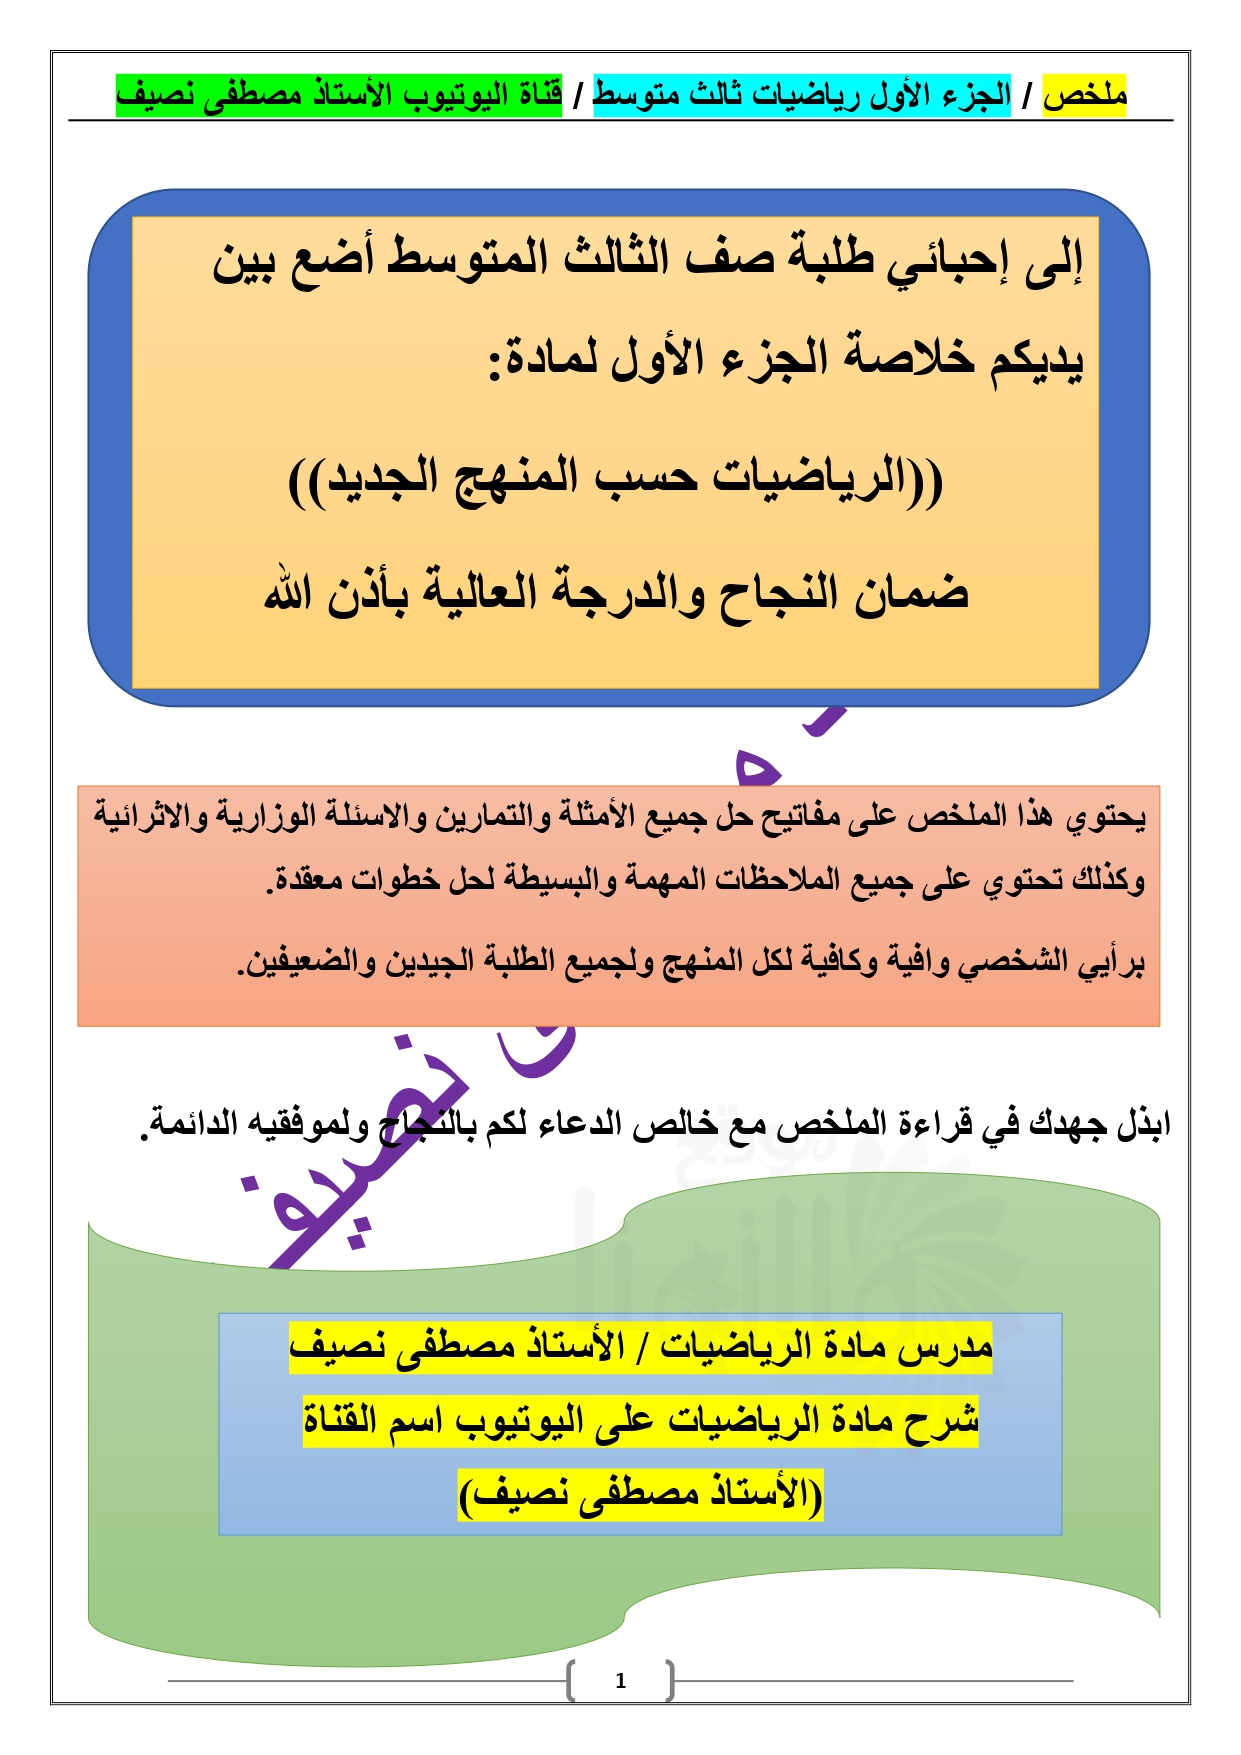 ملخص / الجزء الأول رياضيات ثالث متوسط / قناة اليوتيوب الأستاذ مصطفى نصيف
إلى إحبائي طلبة صف الثالث المتوسط أضع بين
يديكم خلاصة الجزء الأول لمادة:
((الرياضيات حسب المنهج الجديد))
ضمان النجاح والدرجة العالية بأذن الله
يحتوي هذا الملخص على مفاتيح حل جميع الأمثلة والتمارين والاسئلة الوزارية والاثرائية
وكذلك تحتوي على جميع الملاحظات المهمة والبسيطة لحل خطوات معقدة.
برأيي الشخصي وافية وكافية لكل المنهج ولجميع الطلبة الجيدين والضعيفين.
نصيف
ابذل جهدك في قراءة الملخص مع خالص الدعاء لكم بالنجاح ولموفقيه الدائمة.
موقع
مدرس مادة الرياضيات / الأستاذ مصطفى نصيف
شرح مادة الرياضيات على اليوتيوب اسم القناة
(الأستاذ مصطفى نصيف)
1